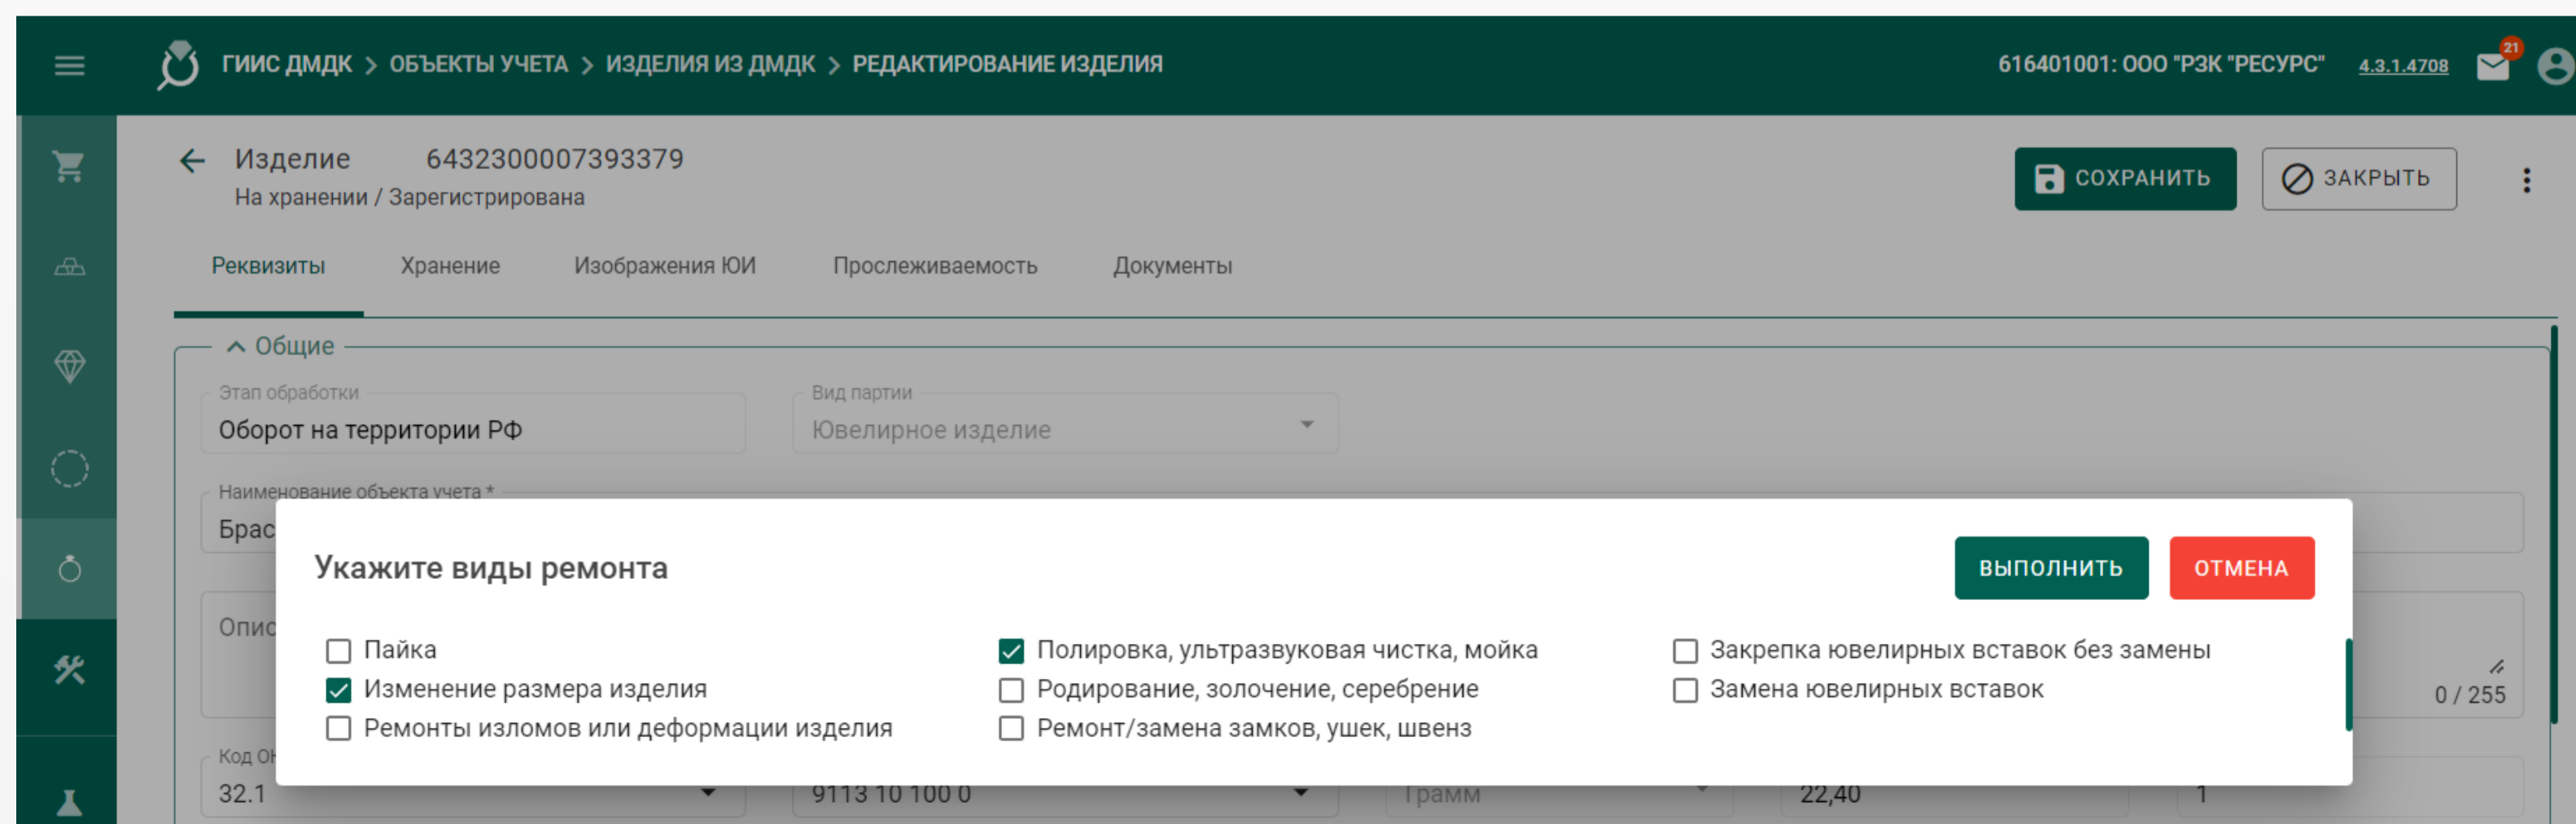 ГИИС ДМДК > ОБЪЕКТЫ УЧЕТА > ИЗДЕЛИЯ ИЗ ДМДК > РЕДАКТИРОВАНИЕ ИЗДЕЛИЯ 616401001: ООО "РЗК "РЕСУРС" 4.3.1.4708 21
Изделие 6432300007393379
На хранении / Зарегистрирована
СОХРАНИТЬ ЗАКРЫТЬ
Реквизиты Хранение Изображения ЮИ Прослеживаемость Документы
Общие
Этап обработки Вид партии
Оборот на территории РФ Ювелирное изделие
Наименование объекта учета *
Брас
Укажите виды ремонта ВЫПОЛНИТЬ ОТМЕНА
Опис
Пайка Полировка, ультразвуковая чистка, мойка Закрепка ювелирных вставок без замены
Изменение размера изделия Родирование, золочение, серебрение Замена ювелирных вставок
0 / 255
Ремонты изломов или деформации изделия Ремонт/замена замков, ушек, швенз
Код ОК
32.1 9113 10 100 0 Грамм 22,40 1